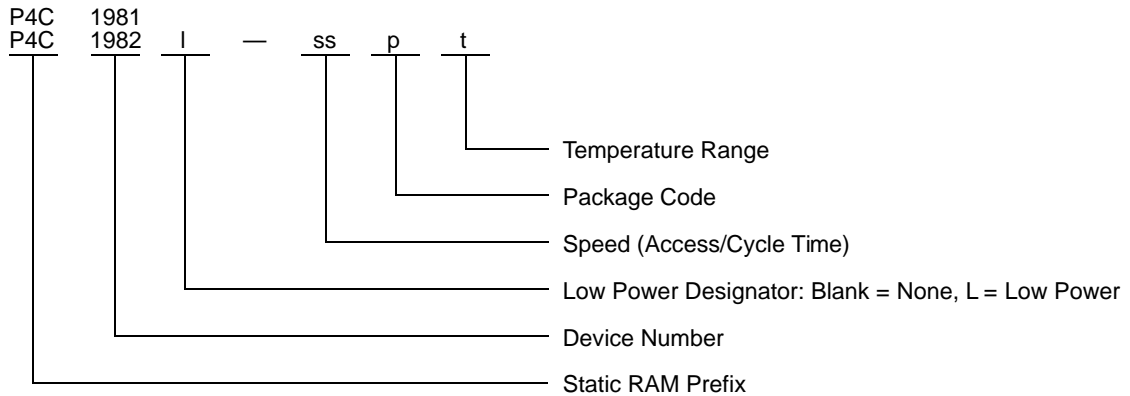 P4C 1981
P4C 1982 l — ss p t
Temperature Range
Package Code
Speed (Access/Cycle Time)
Low Power Designator: Blank = None, L = Low Power
Device Number
Static RAM Prefix